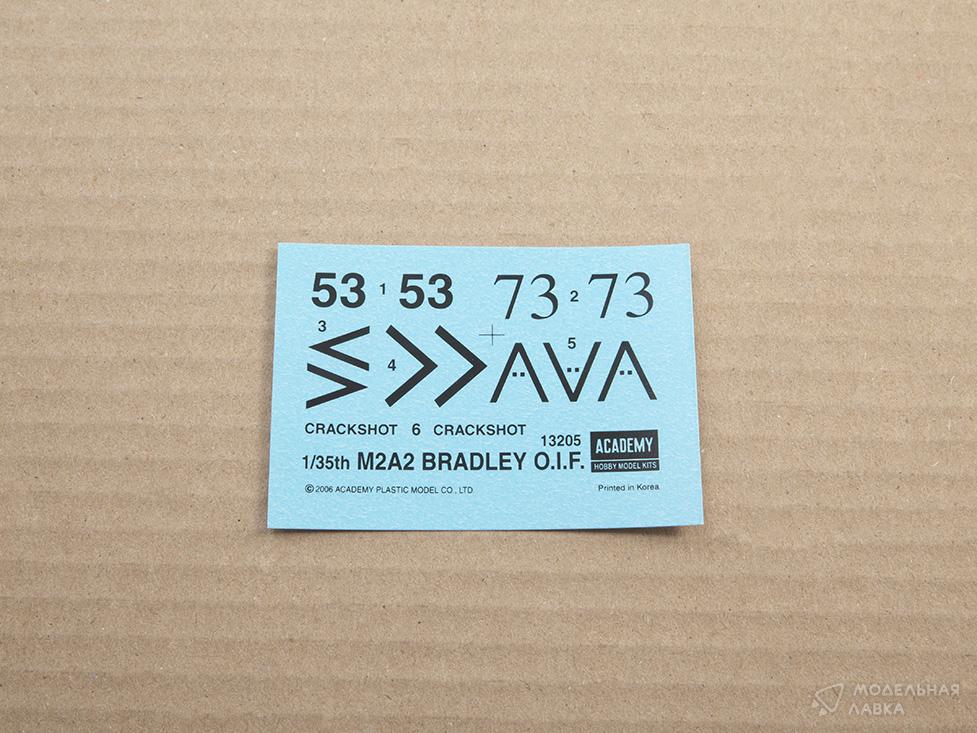 53 1 53 73 2 73
3
4
5
CRACKSHOT 6 CRACKSHOT
13205
1/35th M2A2 BRADLEY O.I.F.
ACADEMY
HOBBY MODEL KITS
© 2006 ACADEMY PLASTIC MODEL CO., LTD
Printed in Korea
МОДЕЛЬНАЯ
ЛАВКА